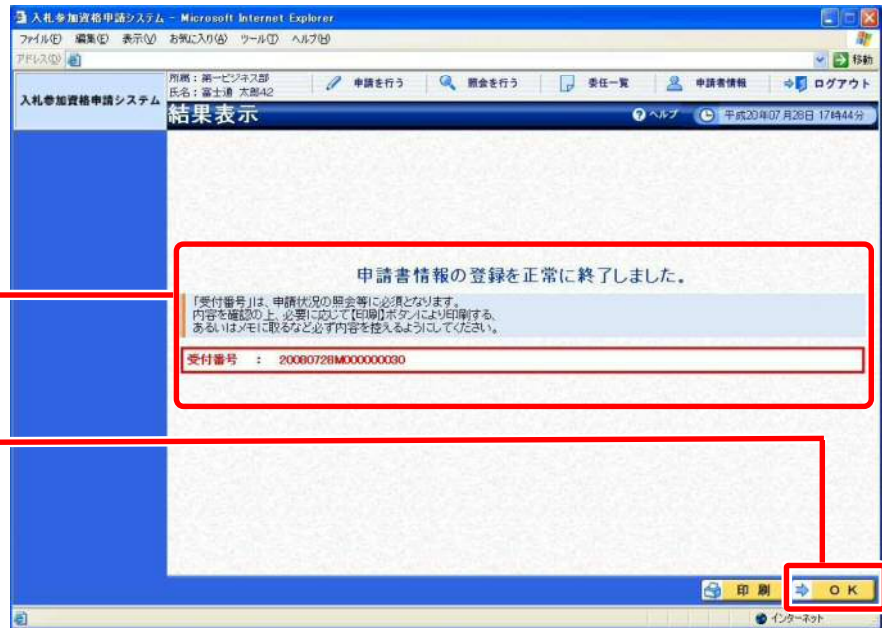 入札参加資格申請システム - Microsoft Internet Explorer
ファイル(F) 編集(E) 表示(V) お気に入り(A) ツール(T) ヘルプ(H)
アドレス(D) 移動
入札参加資格申請システム
所属：第一ビジネス部
氏名：富士通 太郎42
申請を行う 照会を行う 委任一覧 申請者情報 ログアウト
結果表示 ヘルプ 平成20年07月28日 17時44分
申請書情報の登録を正常に終了しました。
「受付番号」は、申請状況の照会等に必須となります。
内容を確認の上、必要に応じて【印刷】ボタンにより印刷する、
あるいはメモに取るなど必ず内容を控えるようにしてください。
受付番号 ： 20080728M000000030
印 刷 O K
インターネット